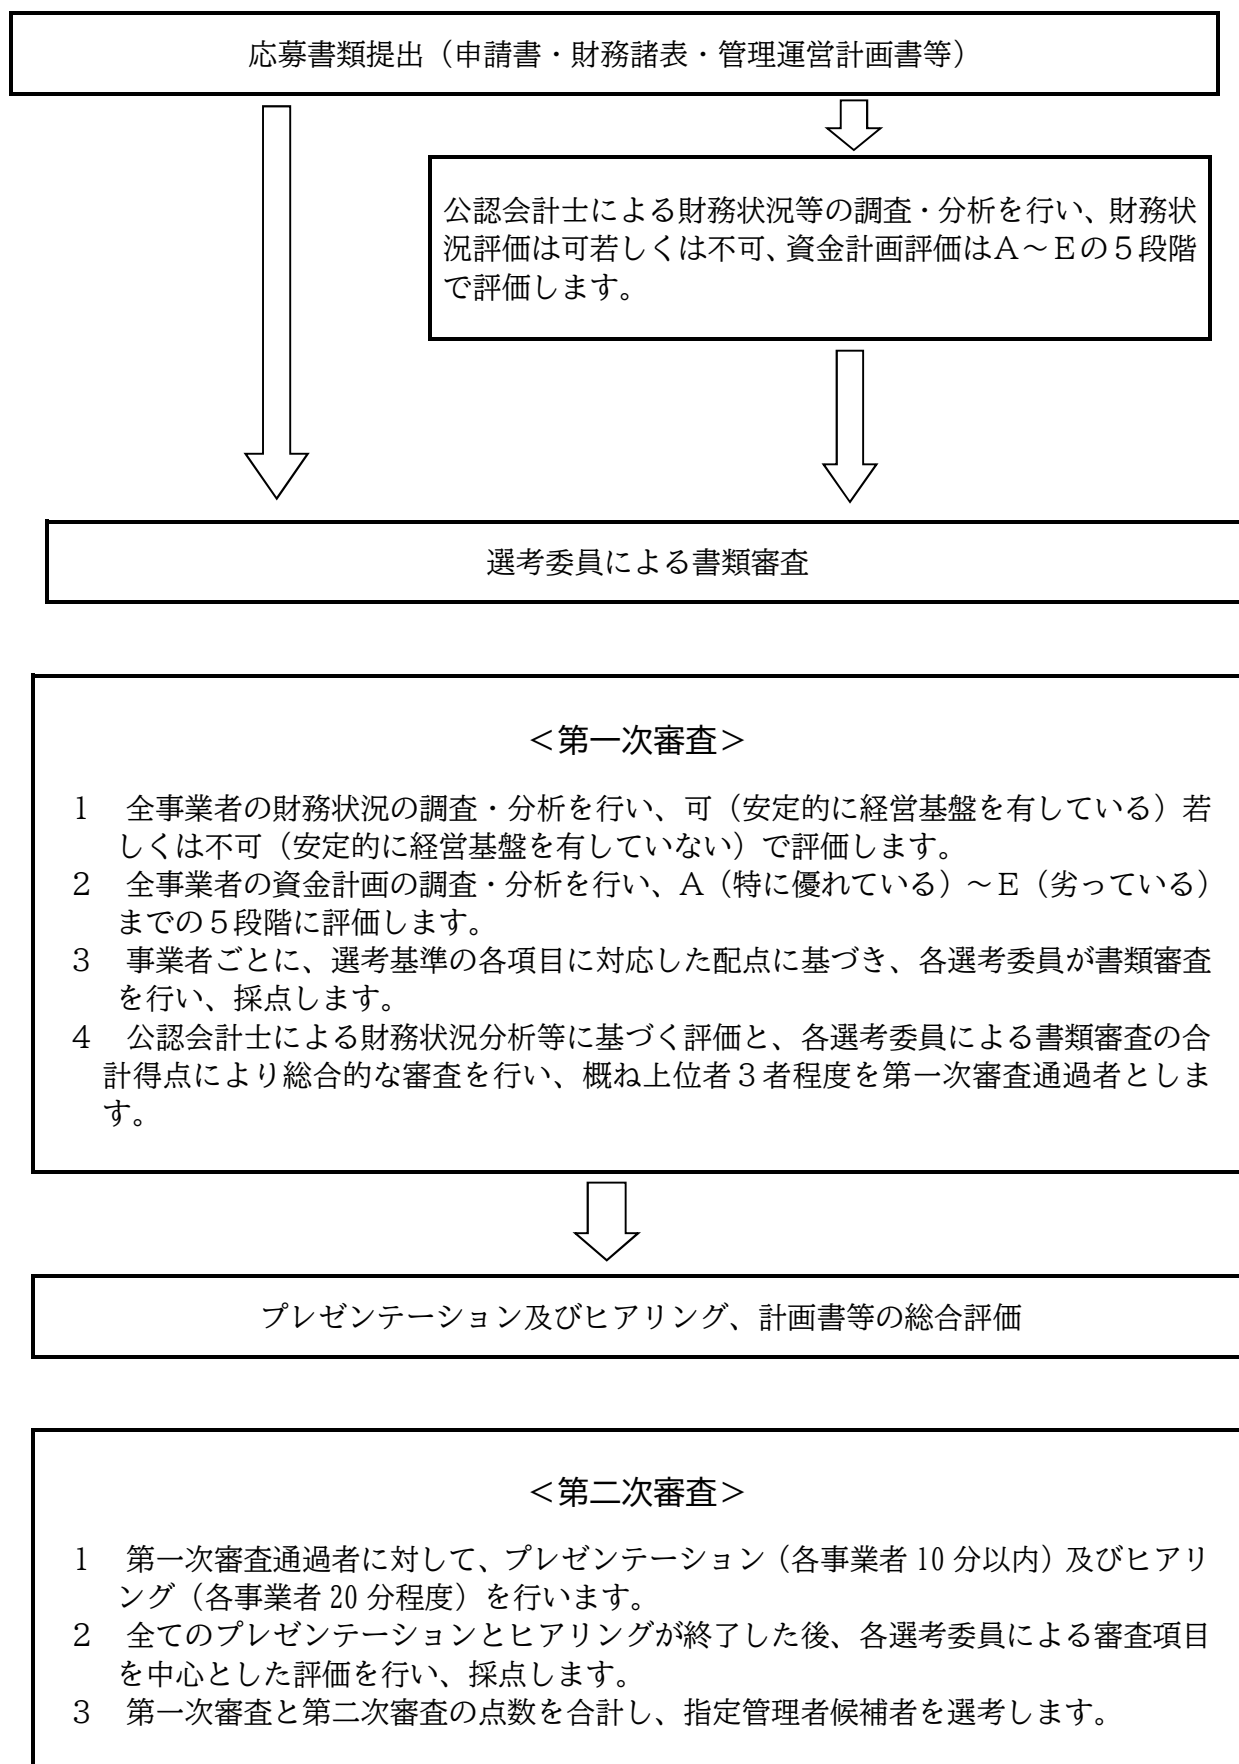 応募書類提出（申請書・財務諸表・管理運営計画書等）
公認会計士による財務状況等の調査・分析を行い、財務状
況評価は可若しくは不可、資金計画評価はＡ～Ｅの５段階
で評価します。
選考委員による書類審査
＜第一次審査＞
１　全事業者の財務状況の調査・分析を行い、可（安定的に経営基盤を有している）若
しくは不可（安定的に経営基盤を有していない）で評価します。
２　全事業者の資金計画の調査・分析を行い、Ａ（特に優れている）～Ｅ（劣っている）
までの５段階に評価します。
３　事業者ごとに、選考基準の各項目に対応した配点に基づき、各選考委員が書類審査
を行い、採点します。
４　公認会計士による財務状況分析等に基づく評価と、各選考委員による書類審査の合
計得点により総合的な審査を行い、概ね上位者３者程度を第一次審査通過者としま
す。
プレゼンテーション及びヒアリング、計画書等の総合評価
＜第二次審査＞
１　第一次審査通過者に対して、プレゼンテーション（各事業者 10 分以内）及びヒアリ
ング（各事業者 20 分程度）を行います。
２　全てのプレゼンテーションとヒアリングが終了した後、各選考委員による審査項目
を中心とした評価を行い、採点します。
３　第一次審査と第二次審査の点数を合計し、指定管理者候補者を選考します。